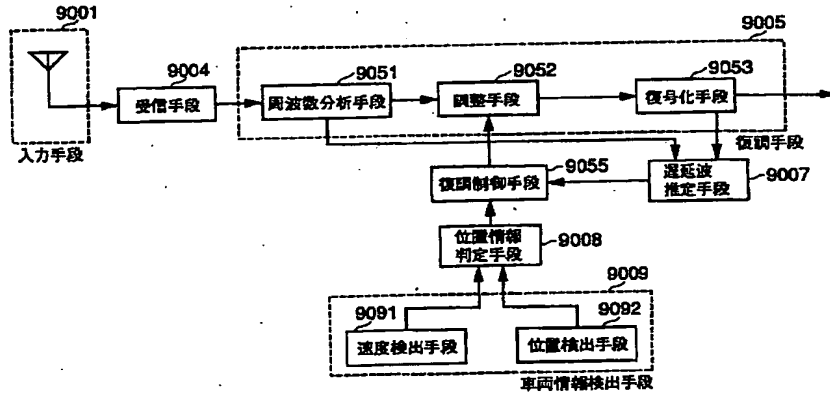 9001
9005
9004
9051
9052
9053
受信手段
周波数分析手段
調整手段
復号化手段
入力手段
復調手段
9055
復調制御手段
遅延波
推定手段
9007
位置情報
判定手段
9008
9009
9091
9092
速度検出手段
位置検出手段
車両情報検出手段